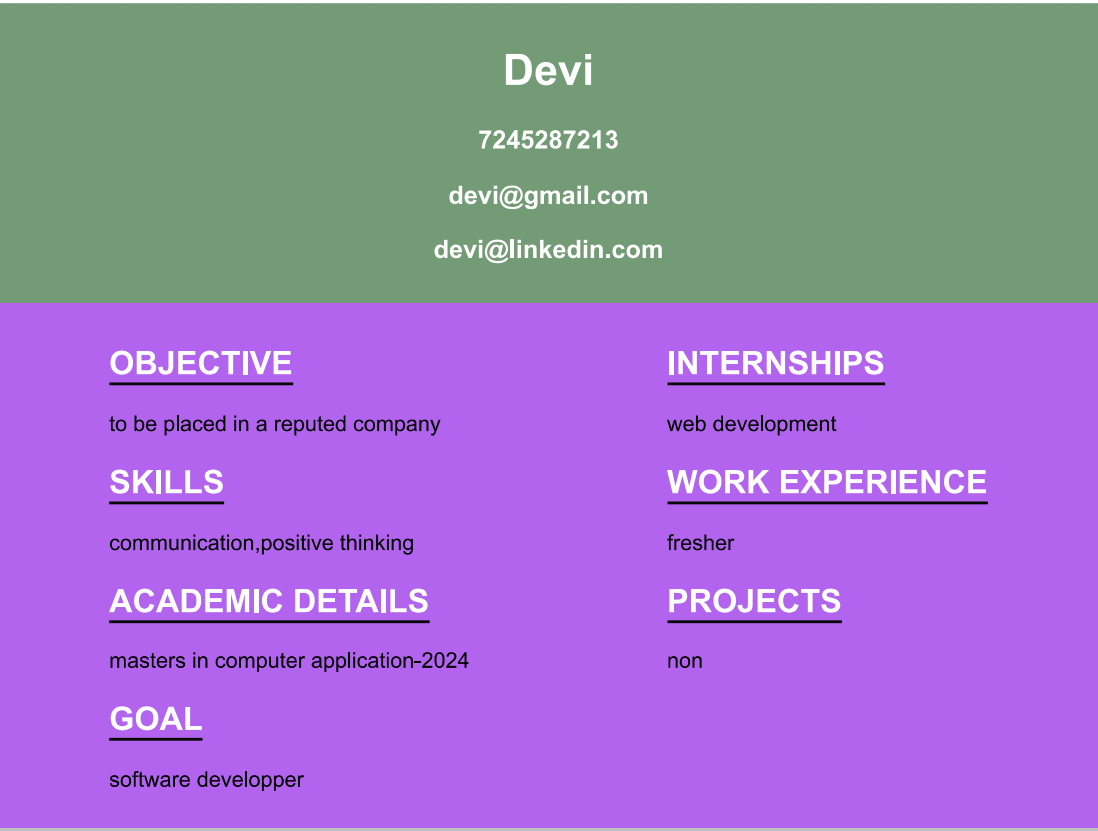 Devi
7245287213
devi@gmail.com
devi@linkedin.com
OBJECTIVE
to be placed in a reputed company
SKILLS
communication,positive thinking
ACADEMIC DETAILS
masters in computer application-2024
GOAL
software developper
INTERNSHIPS
web development
WORK EXPERIENCE
fresher
PROJECTS
non